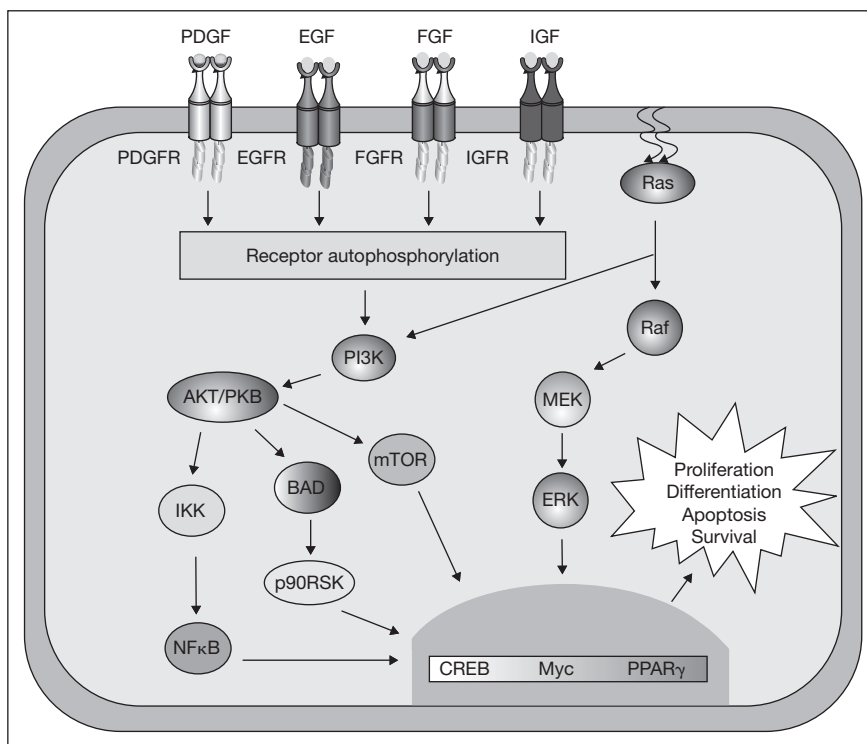 PDGF EGF FGF IGF
PDGFR EGFR FGFR IGFR
Ras
Receptor autophosphorylation
Raf
PI3K
AKT/PKB
MEK
mTOR
BAD
IKK
ERK
Proliferation
Differentiation
Apoptosis
Survival
p90RSK
NFκB
CREB Myc PPARγ